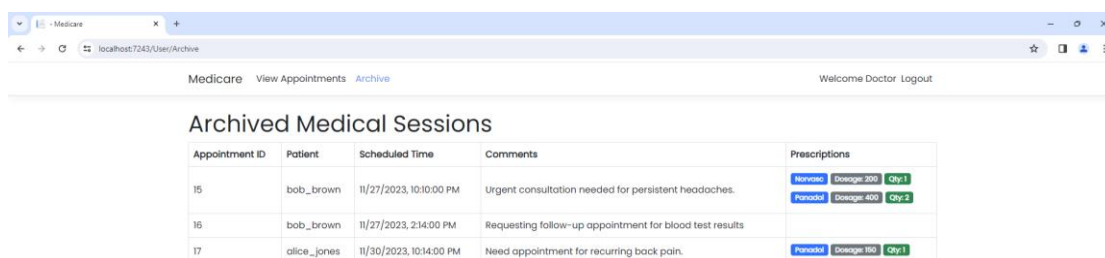 - Medicare
localhost:7243/User/Archive
Medicare View Appointments Archive Welcome Doctor Logout
Archived Medical Sessions
Appointment ID Patient Scheduled Time Comments Prescriptions
15 bob_brown 11/27/2023, 10:10:00 PM Urgent consultation needed for persistent headaches. Norvasc Dosage: 200 Qty: 1
Panadol Dosage: 400 Qty: 2
16 bob_brown 11/27/2023, 2:14:00 PM Requesting follow-up appointment for blood test results
17 alice_jones 11/30/2023, 10:14:00 PM Need appointment for recurring back pain. Panadol Dosage: 150 Qty: 1